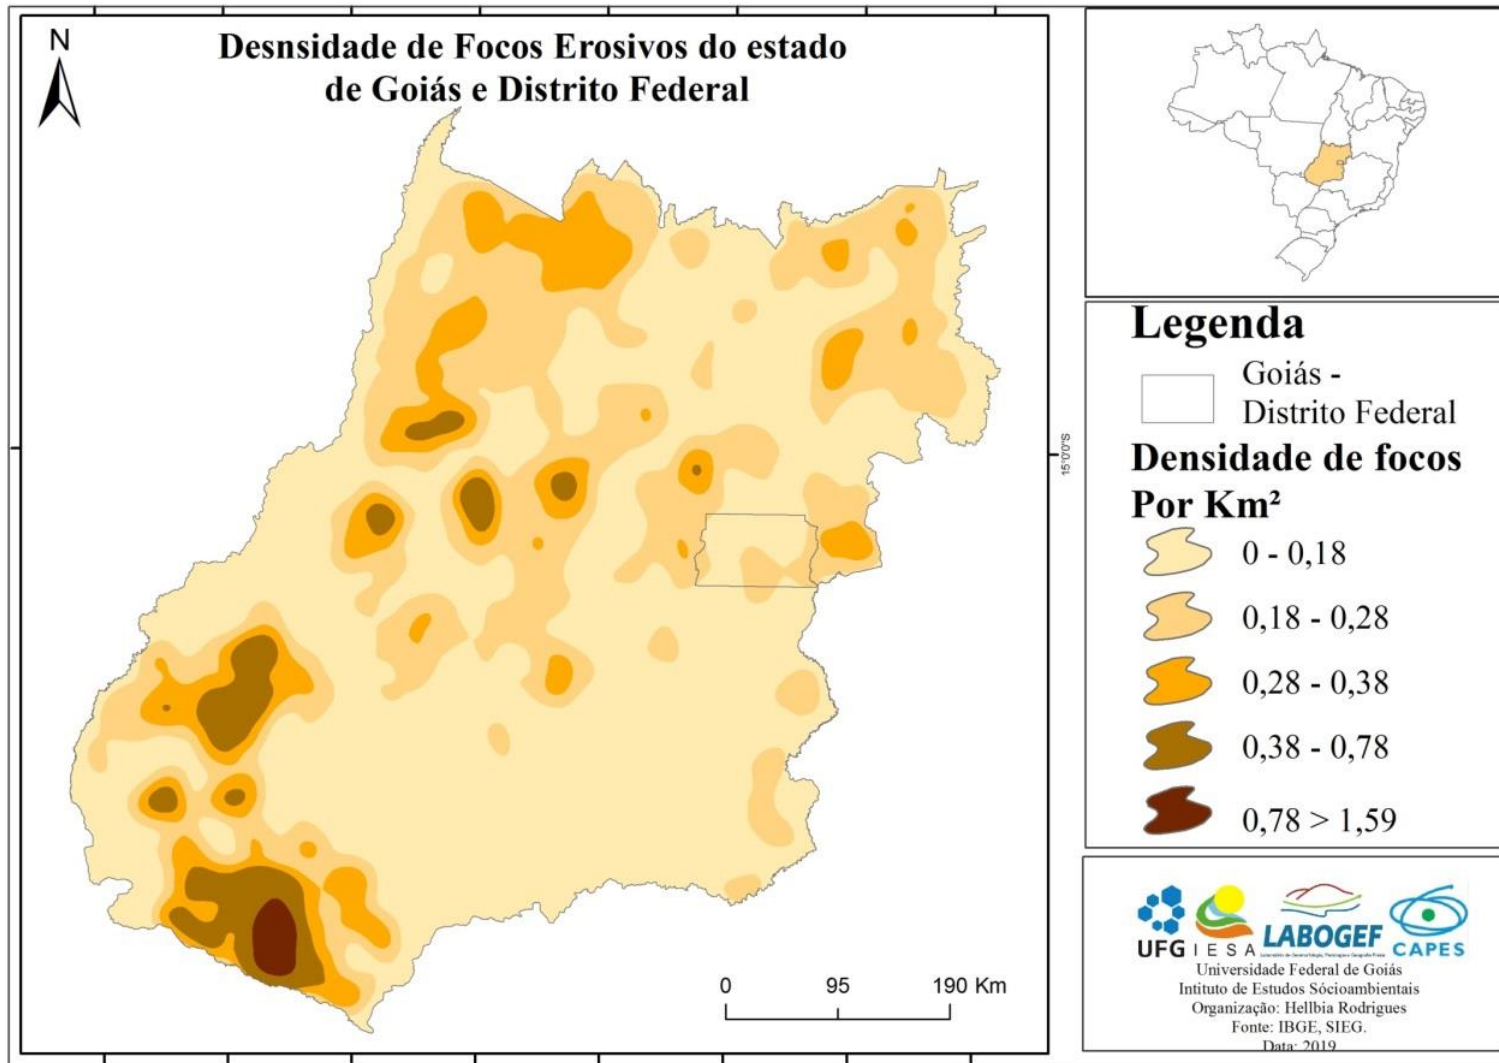 N
Desnsidade de Focos Erosivos do estado
de Goiás e Distrito Federal
15°0'0"S
0 95 190 Km
Legenda
Goiás -
Distrito Federal
Densidade de focos
Por Km²
0 - 0,18
0,18 - 0,28
0,28 - 0,38
0,38 - 0,78
0,78 > 1,59
UFG IESA LABOGEF CAPES
Universidade Federal de Goiás
Intituto de Estudos Sócioambientais
Organização: Hellbia Rodrigues
Fonte: IBGE, SIEG.
Data: 2019